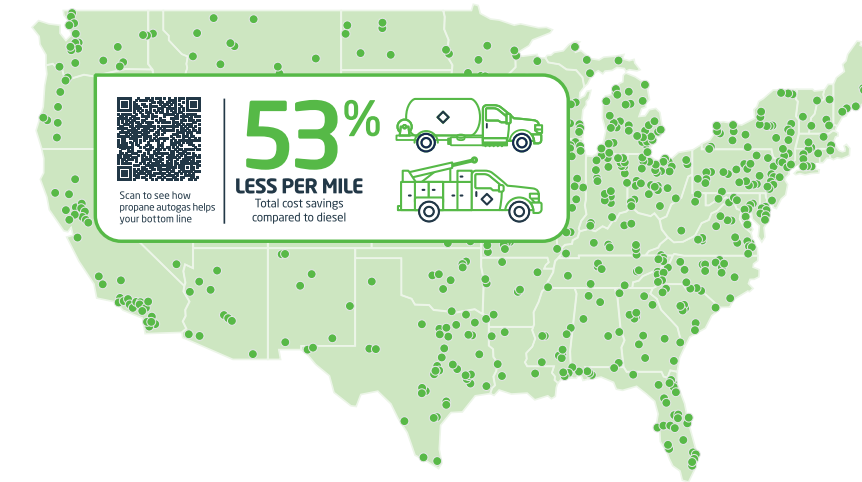 53%
LESS PER MILE
Total cost savings
compared to diesel
Scan to see how
propane autogas helps
your bottom line